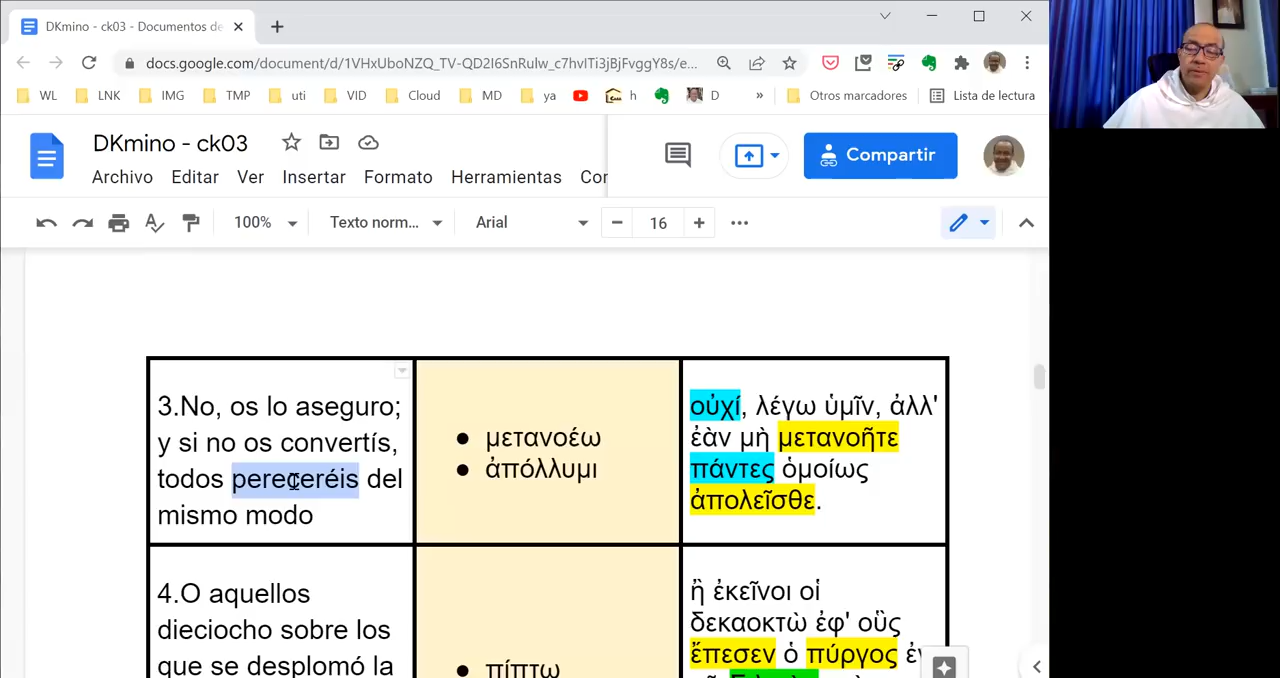 DKmino - ck03 - Documentos de
docs.google.com/document/d/1VHxUboNZQ_TV-QD2I6SnRulw_c7hvITi3jBjFvggY8s/e...
WL LNK IMG TMP uti VID Cloud MD ya h D » Otros marcadores Lista de lectura
DKmino - ck03
Compartir
Archivo Editar Ver Insertar Formato Herramientas Cor
100% Texto norm... Arial − 16 +
3.No, os lo aseguro;
y si no os convertís,
todos pereceréis del
mismo modo
μετανοέω
ἀπόλλυμι
οὐχί, λέγω ὑμῖν, ἀλλ'
ἐὰν μὴ μετανοῆτε
πάντες ὁμοίως
ἀπολεῖσθε.
4.O aquellos
dieciocho sobre los
que se desplomó la
πίπτω
ἢ ἐκεῖνοι οἱ
δεκαοκτὼ ἐφ' οὓς
ἔπεσεν ὁ πύργος ἐν